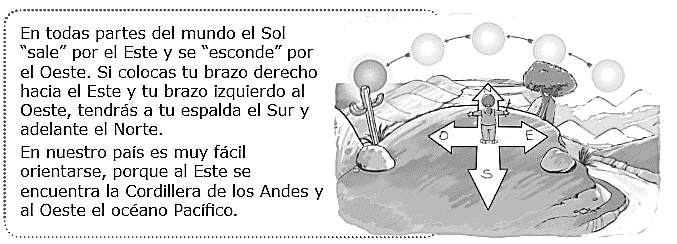 En todas partes del mundo el Sol
“sale” por el Este y se “esconde” por
el Oeste. Si colocas tu brazo derecho
hacia el Este y tu brazo izquierdo al
Oeste, tendrás a tu espalda el Sur y
adelante el Norte.
En nuestro país es muy fácil
orientarse, porque al Este se
encuentra la Cordillera de los Andes y
al Oeste el océano Pacífico.
O E
S